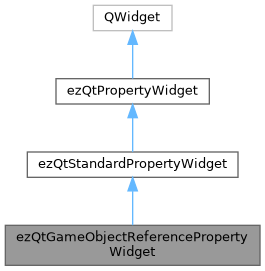 QWidget
ezQtPropertyWidget
ezQtStandardPropertyWidget
ezQtGameObjectReferenceProperty
Widget